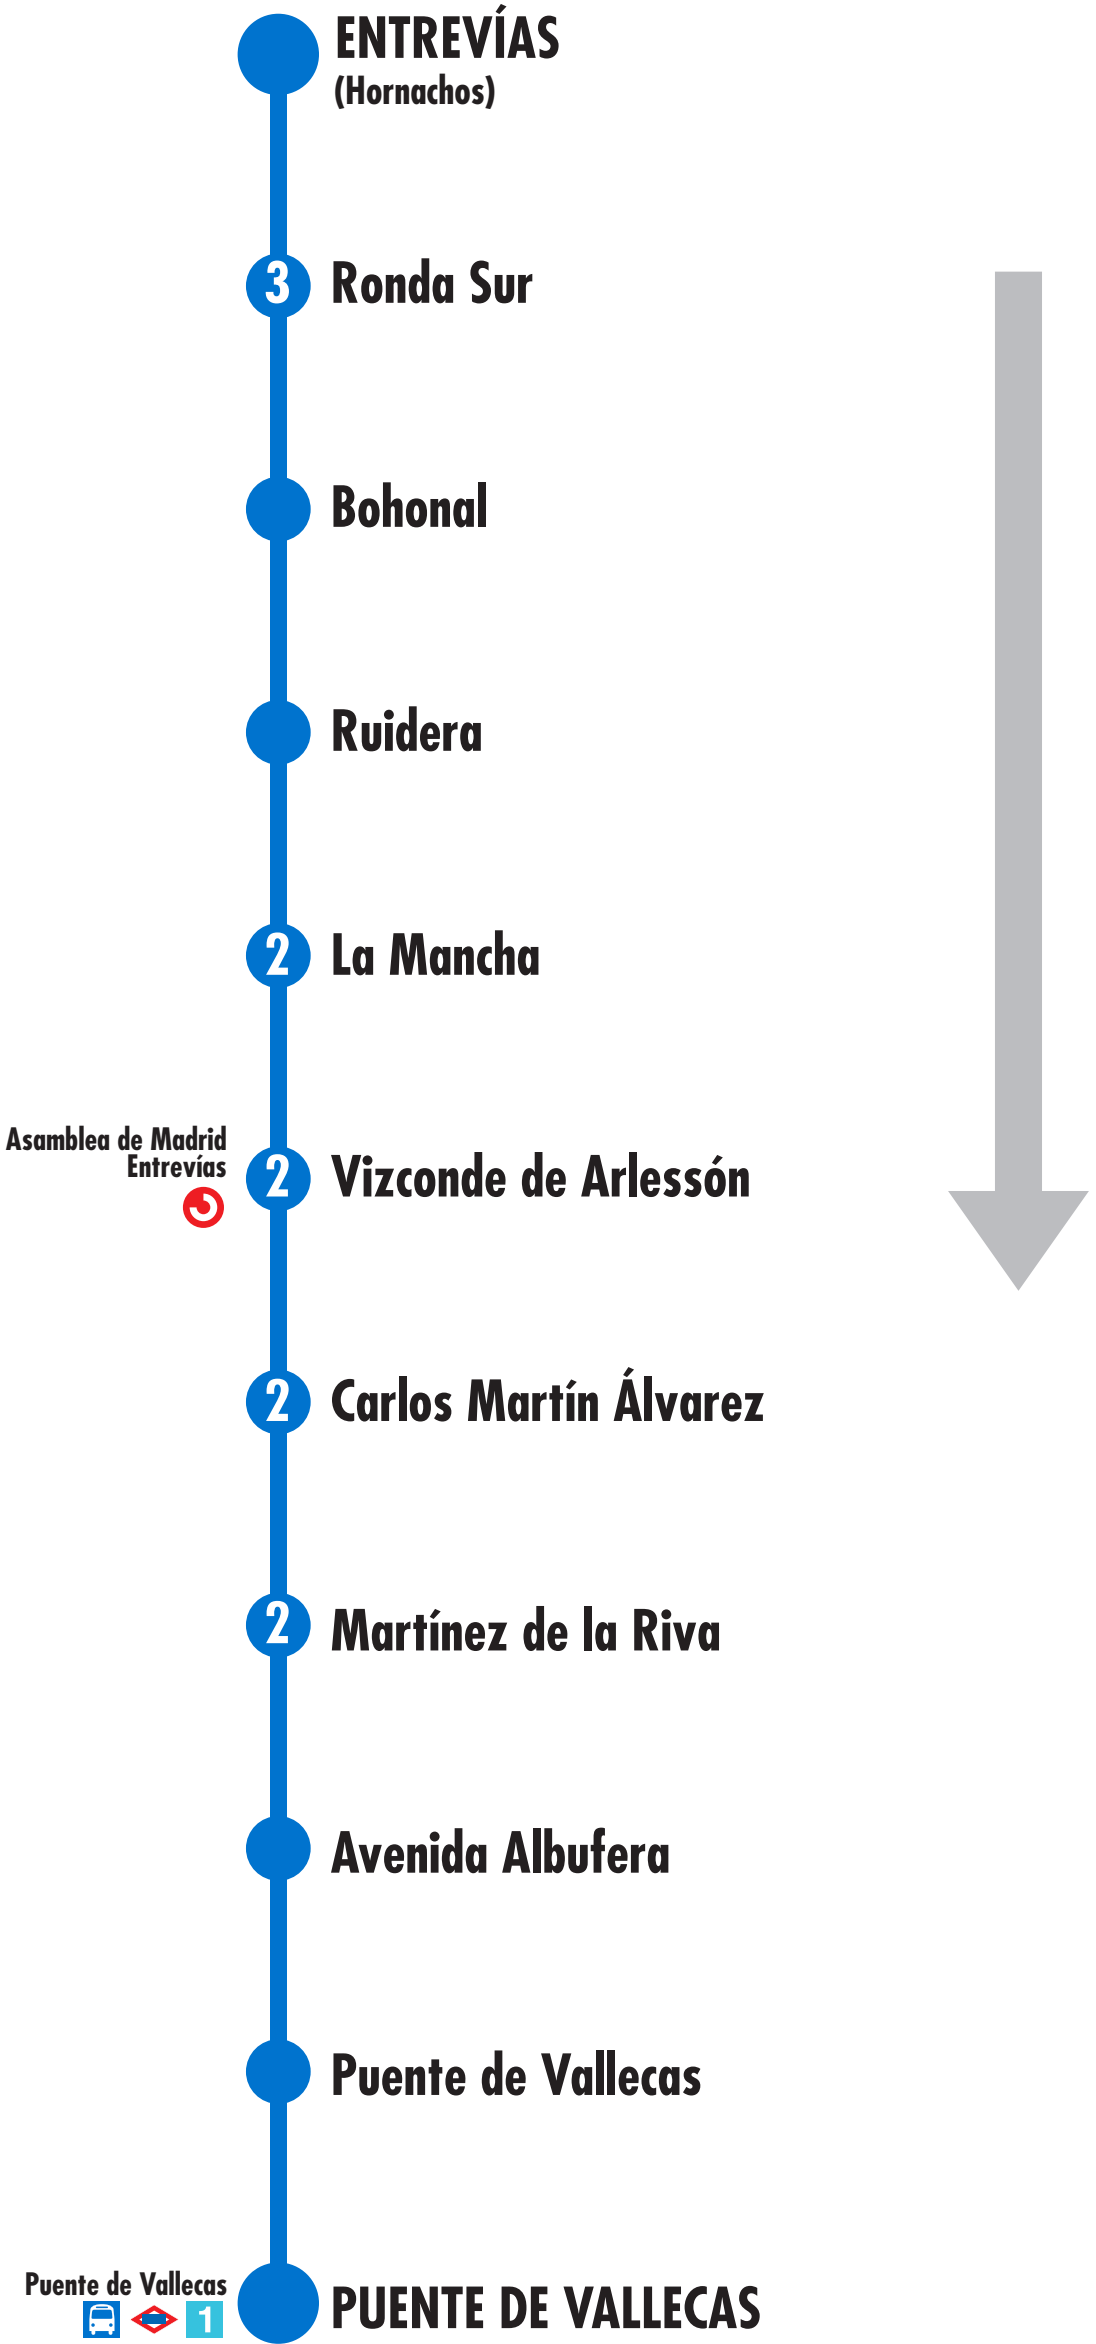 ENTREVÍAS
(Hornachos)
3 Ronda Sur
Bohonal
Ruidera
2 La Mancha
Asamblea de Madrid
Entrevías
2 Vizconde de Arlessón
2 Carlos Martín Álvarez
2 Martínez de la Riva
Avenida Albufera
Puente de Vallecas
Puente de Vallecas
1
PUENTE DE VALLECAS